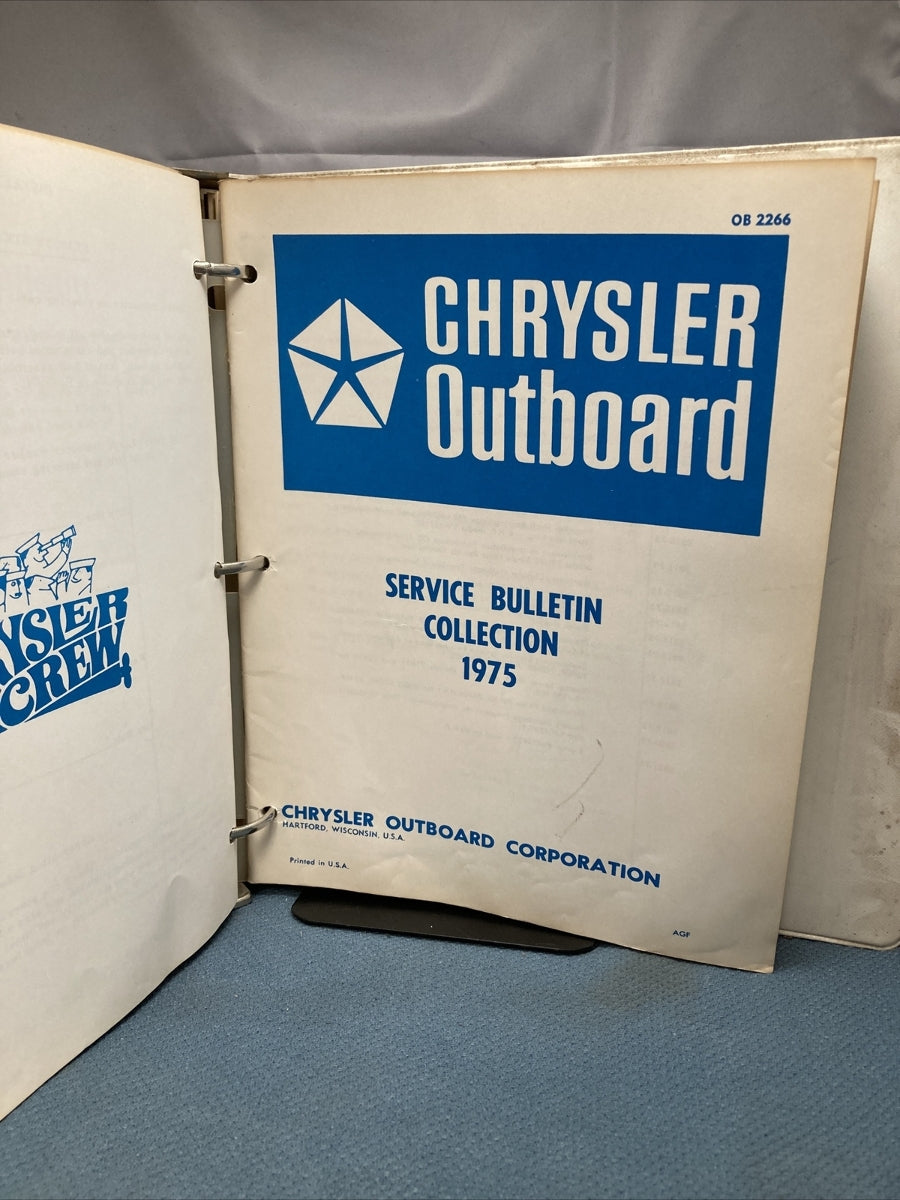 YSLER
CREW
OB 2266
CHRYSLER
Outboard
SERVICE BULLETIN
COLLECTION
1975
CHRYSLER OUTBOARD CORPORATION
HARTFORD, WISCONSIN, U.S.A.
Printed in U.S.A.
AGF